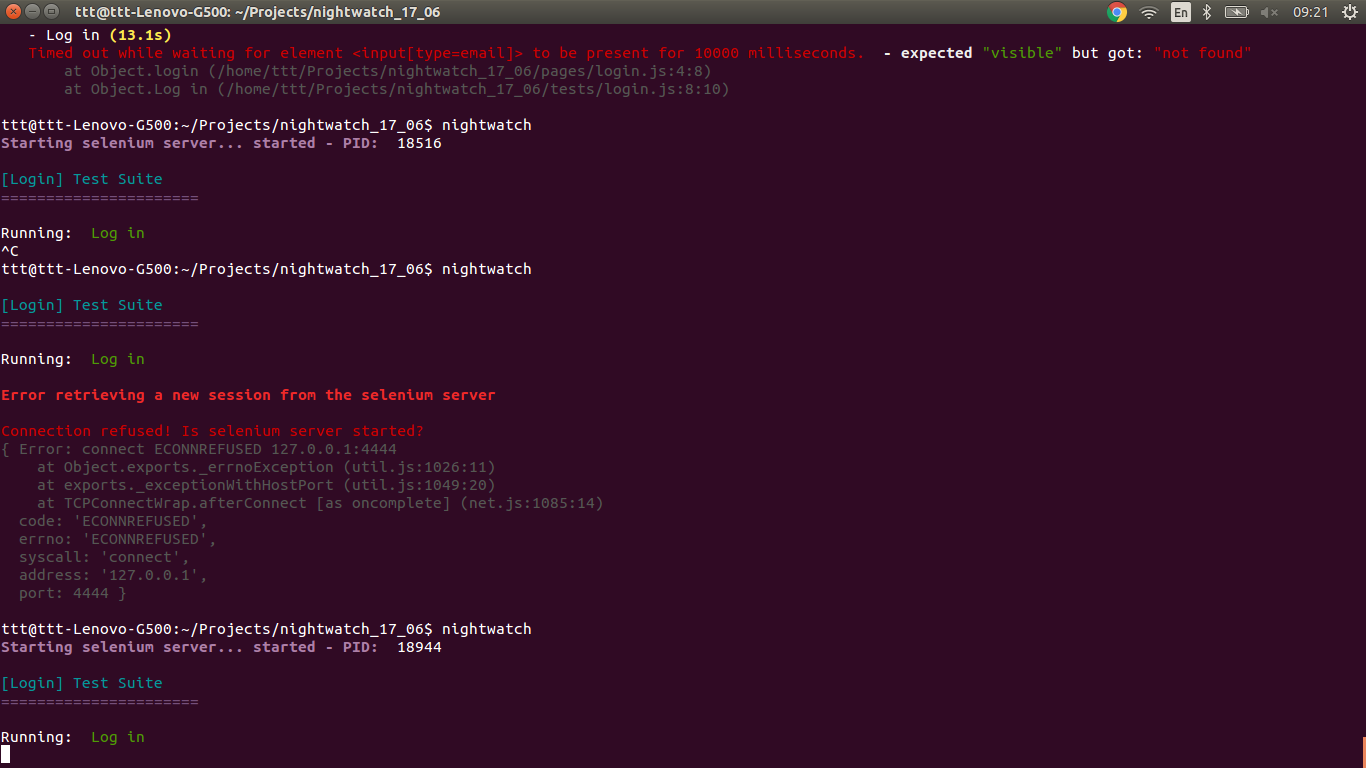 ttt@ttt-Lenovo-G500: ~/Projects/nightwatch_17_06 En 09:21
- Log in (13.1s)
Timed out while waiting for element <input[type=email]> to be present for 10000 milliseconds.  - expected "visible" but got: "not found"
at Object.login (/home/ttt/Projects/nightwatch_17_06/pages/login.js:4:8)
at Object.Log in (/home/ttt/Projects/nightwatch_17_06/tests/login.js:8:10)
ttt@ttt-Lenovo-G500:~/Projects/nightwatch_17_06$ nightwatch
Starting selenium server... started - PID:  18516
[Login] Test Suite
======================
Running:  Log in
^C
ttt@ttt-Lenovo-G500:~/Projects/nightwatch_17_06$ nightwatch
[Login] Test Suite
======================
Running:  Log in
Error retrieving a new session from the selenium server
Connection refused! Is selenium server started?
{ Error: connect ECONNREFUSED 127.0.0.1:4444
at Object.exports._errnoException (util.js:1026:11)
at exports._exceptionWithHostPort (util.js:1049:20)
at TCPConnectWrap.afterConnect [as oncomplete] (net.js:1085:14)
code: 'ECONNREFUSED',
errno: 'ECONNREFUSED',
syscall: 'connect',
address: '127.0.0.1',
port: 4444 }
ttt@ttt-Lenovo-G500:~/Projects/nightwatch_17_06$ nightwatch
Starting selenium server... started - PID:  18944
[Login] Test Suite
======================
Running:  Log in